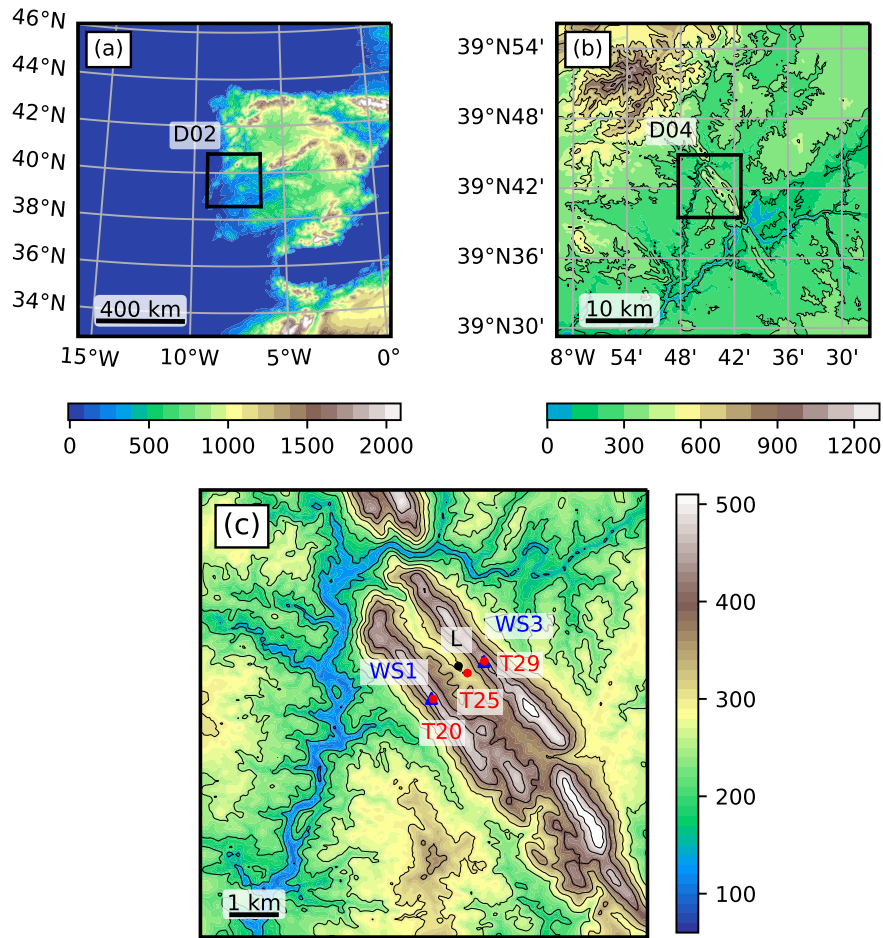 46°N
(a)
44°N
42°N
D02
40°N
38°N
36°N
34°N
400 km
15°W
10°W
5°W
0°
39°N54'
(b)
39°N48'
D04
39°N42'
39°N36'
39°N30'
10 km
8°W
54'
48'
42'
36'
30'
0
500
1000
1500
2000
0
300
600
900
1200
(c)
L
WS3
WS1
T29
T25
T20
1 km
500
400
300
200
100